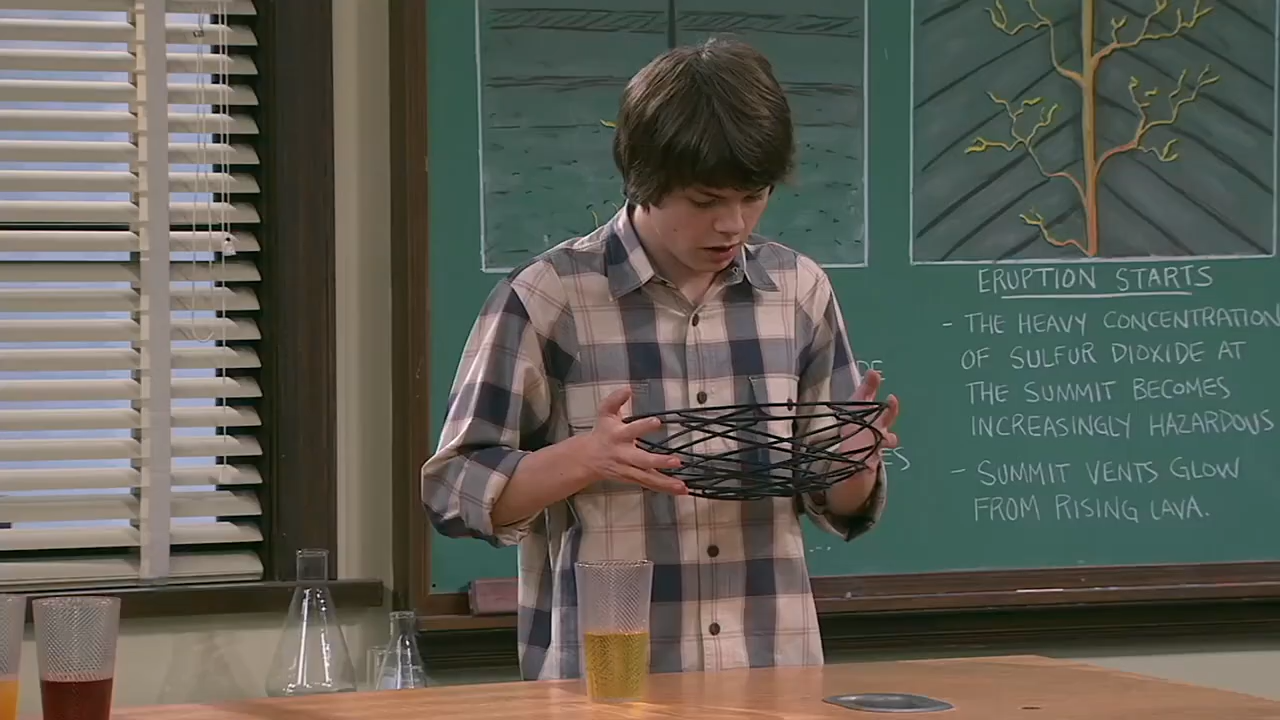 ERUPTION STARTS
- THE HEAVY CONCENTRATION
OF SULFUR DIOXIDE AT
THE SUMMIT BECOMES
INCREASINGLY HAZARDOUS
- SUMMIT VENTS GLOW
FROM RISING LAVA.